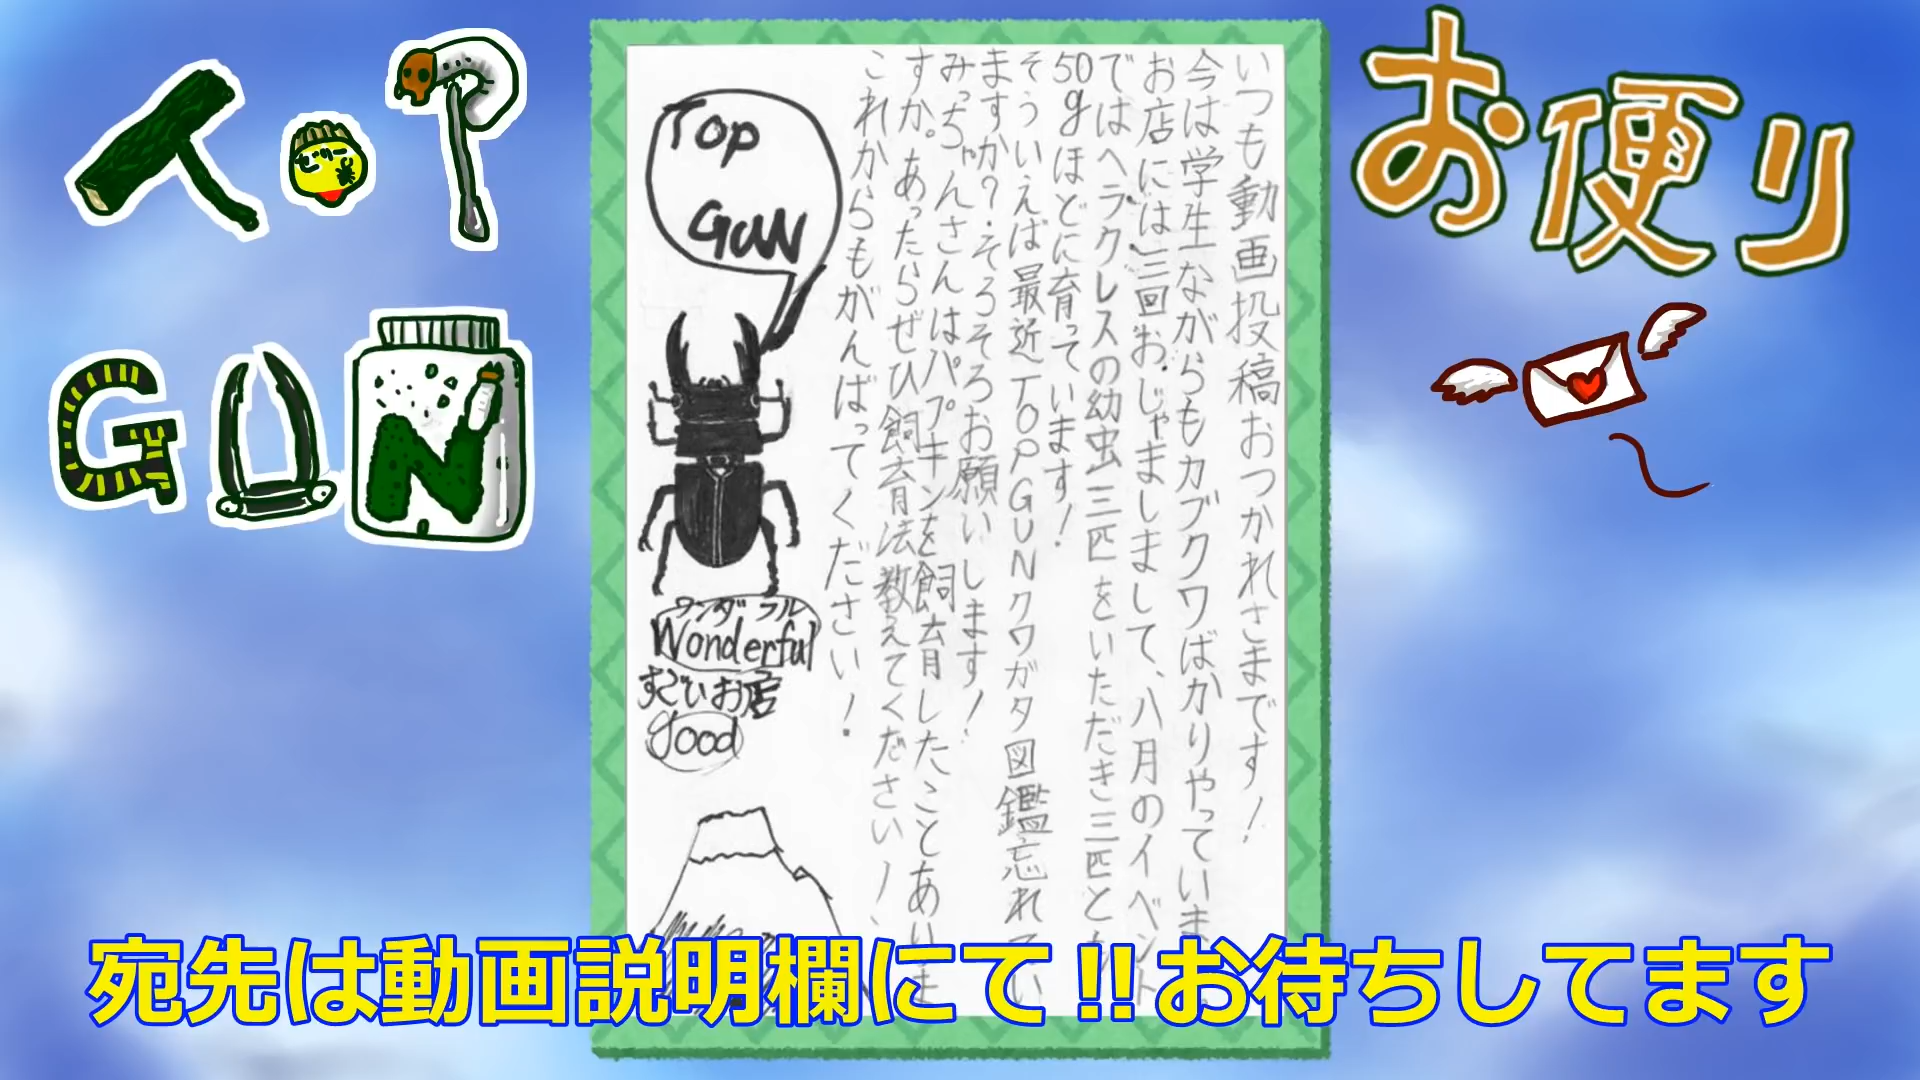 トップ
GUN
ゼリー
お便り
いつも動画投稿おつかれさまです!
今は学生ながらもカブクワばかりやっていま
お店には、三回おじゃましまして、八月のイベント
ではヘラクレスの幼虫三匹をいただき三匹とも
50gほどに育っています!
そういえば最近TOPGUNクワガタ図鑑忘れてい
ますか?.そろそろお願いします!
みっちゃんさんはパプキンを飼育したことありま
すか。あったらぜひ飼育法教えてください!
これからもがんばってください!
Top
GUN
ワンダフル
Wonderful
すごいお店
good
宛先は動画説明欄にて!!お待ちしてます